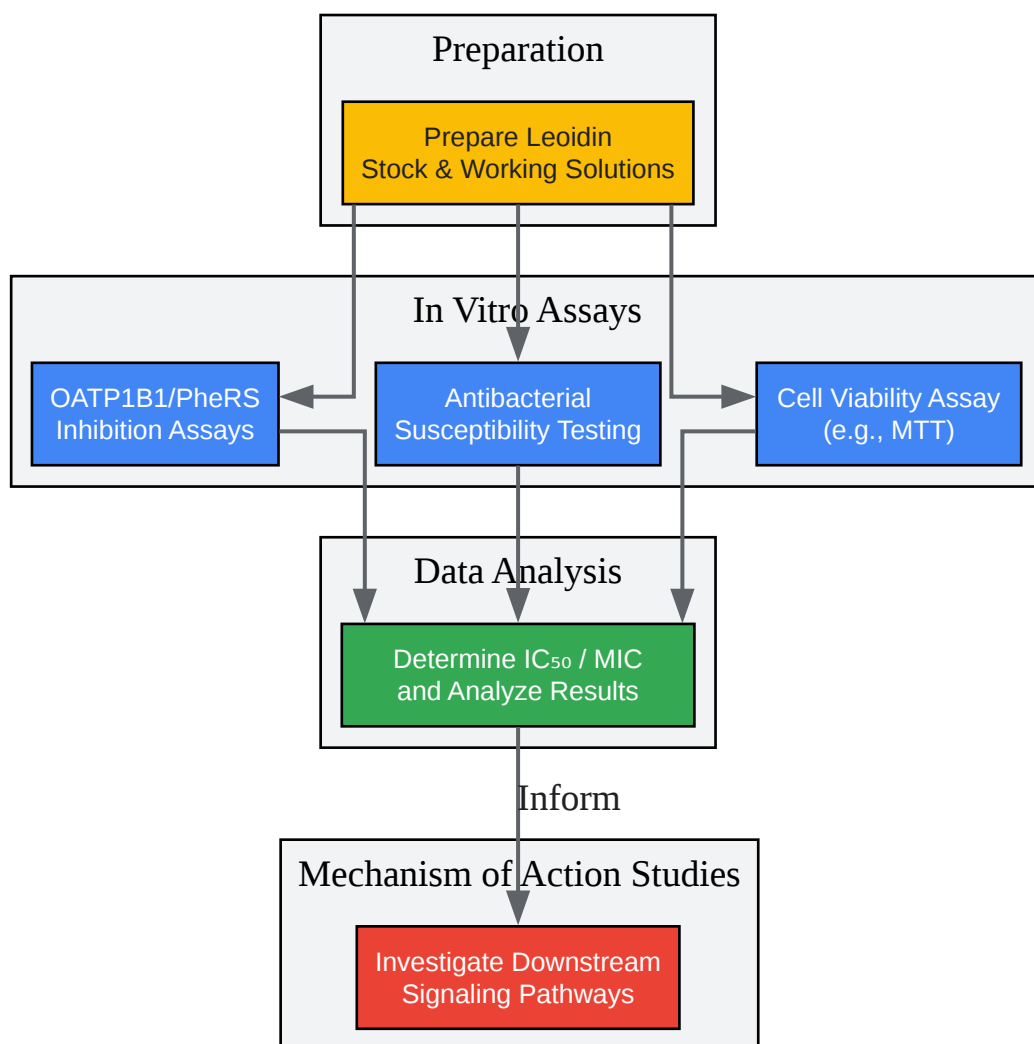 Preparation
Prepare Leoidin
Stock & Working Solutions
In Vitro Assays
OATP1B1/PheRS
Inhibition Assays
Antibacterial
Susceptibility Testing
Cell Viability Assay
(e.g., MTT)
Data Analysis
Determine IC₅₀ / MIC
and Analyze Results
Inform
Mechanism of Action Studies
Investigate Downstream
Signaling Pathways